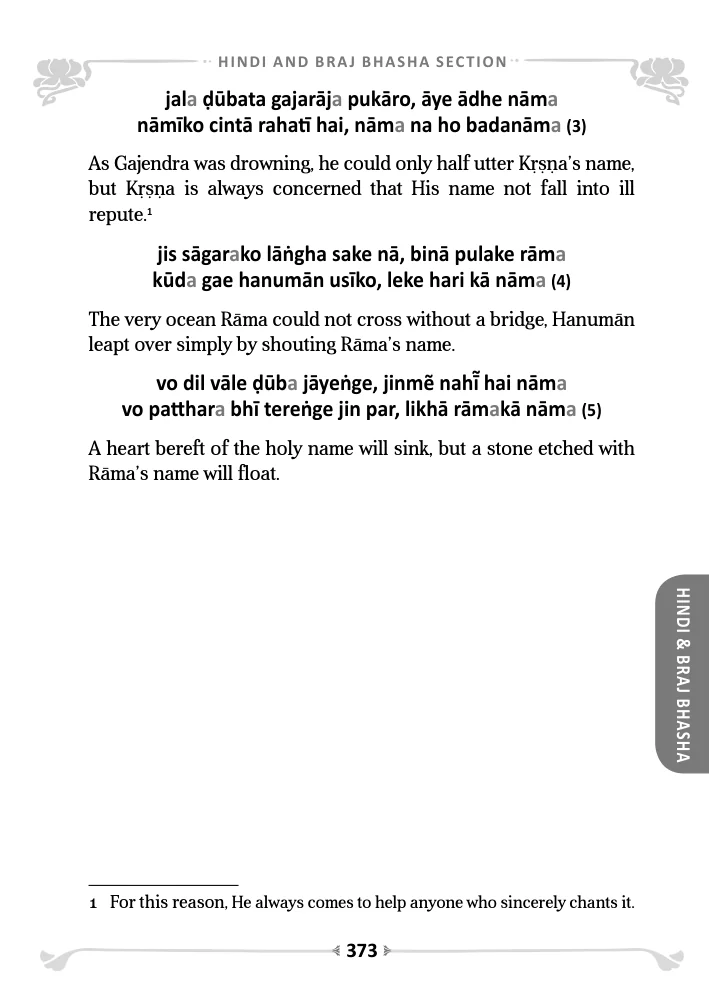 HINDI AND BRAJ BHASHA SECTION
jala ḍūbata gajarāja pukāro, āye ādhe nāma
nāmīko cintā rahatī hai, nāma na ho badanāma (3)
As Gajendra was drowning, he could only half utter Kṛṣṇa’s name,
but Kṛṣṇa is always concerned that His name not fall into ill
repute.¹
jis sāgarako lāṅgha sake nā, binā pulake rāma
kūda gae hanumān usīko, leke hari kā nāma (4)
The very ocean Rāma could not cross without a bridge, Hanumān
leapt over simply by shouting Rāma’s name.
vo dil vāle ḍūba jāyeṅge, jinmẽ nahī̃ hai nāma
vo patthara bhī tereṅge jin par, likhā rāmakā nāma (5)
A heart bereft of the holy name will sink, but a stone etched with
Rāma’s name will float.
HINDI & BRAJ BHASHA
1 For this reason, He always comes to help anyone who sincerely chants it.
373